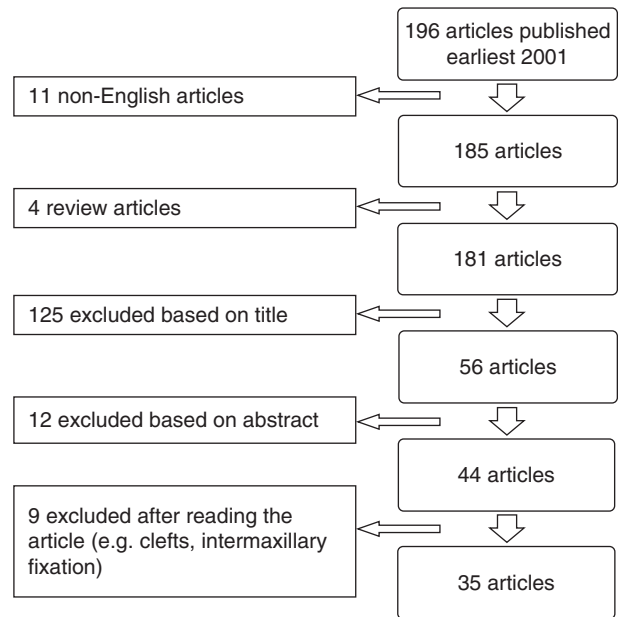 196 articles published
earliest 2001
11 non-English articles
185 articles
4 review articles
181 articles
125 excluded based on title
56 articles
12 excluded based on abstract
44 articles
9 excluded after reading the
article (e.g. clefts, intermaxillary
fixation)
35 articles